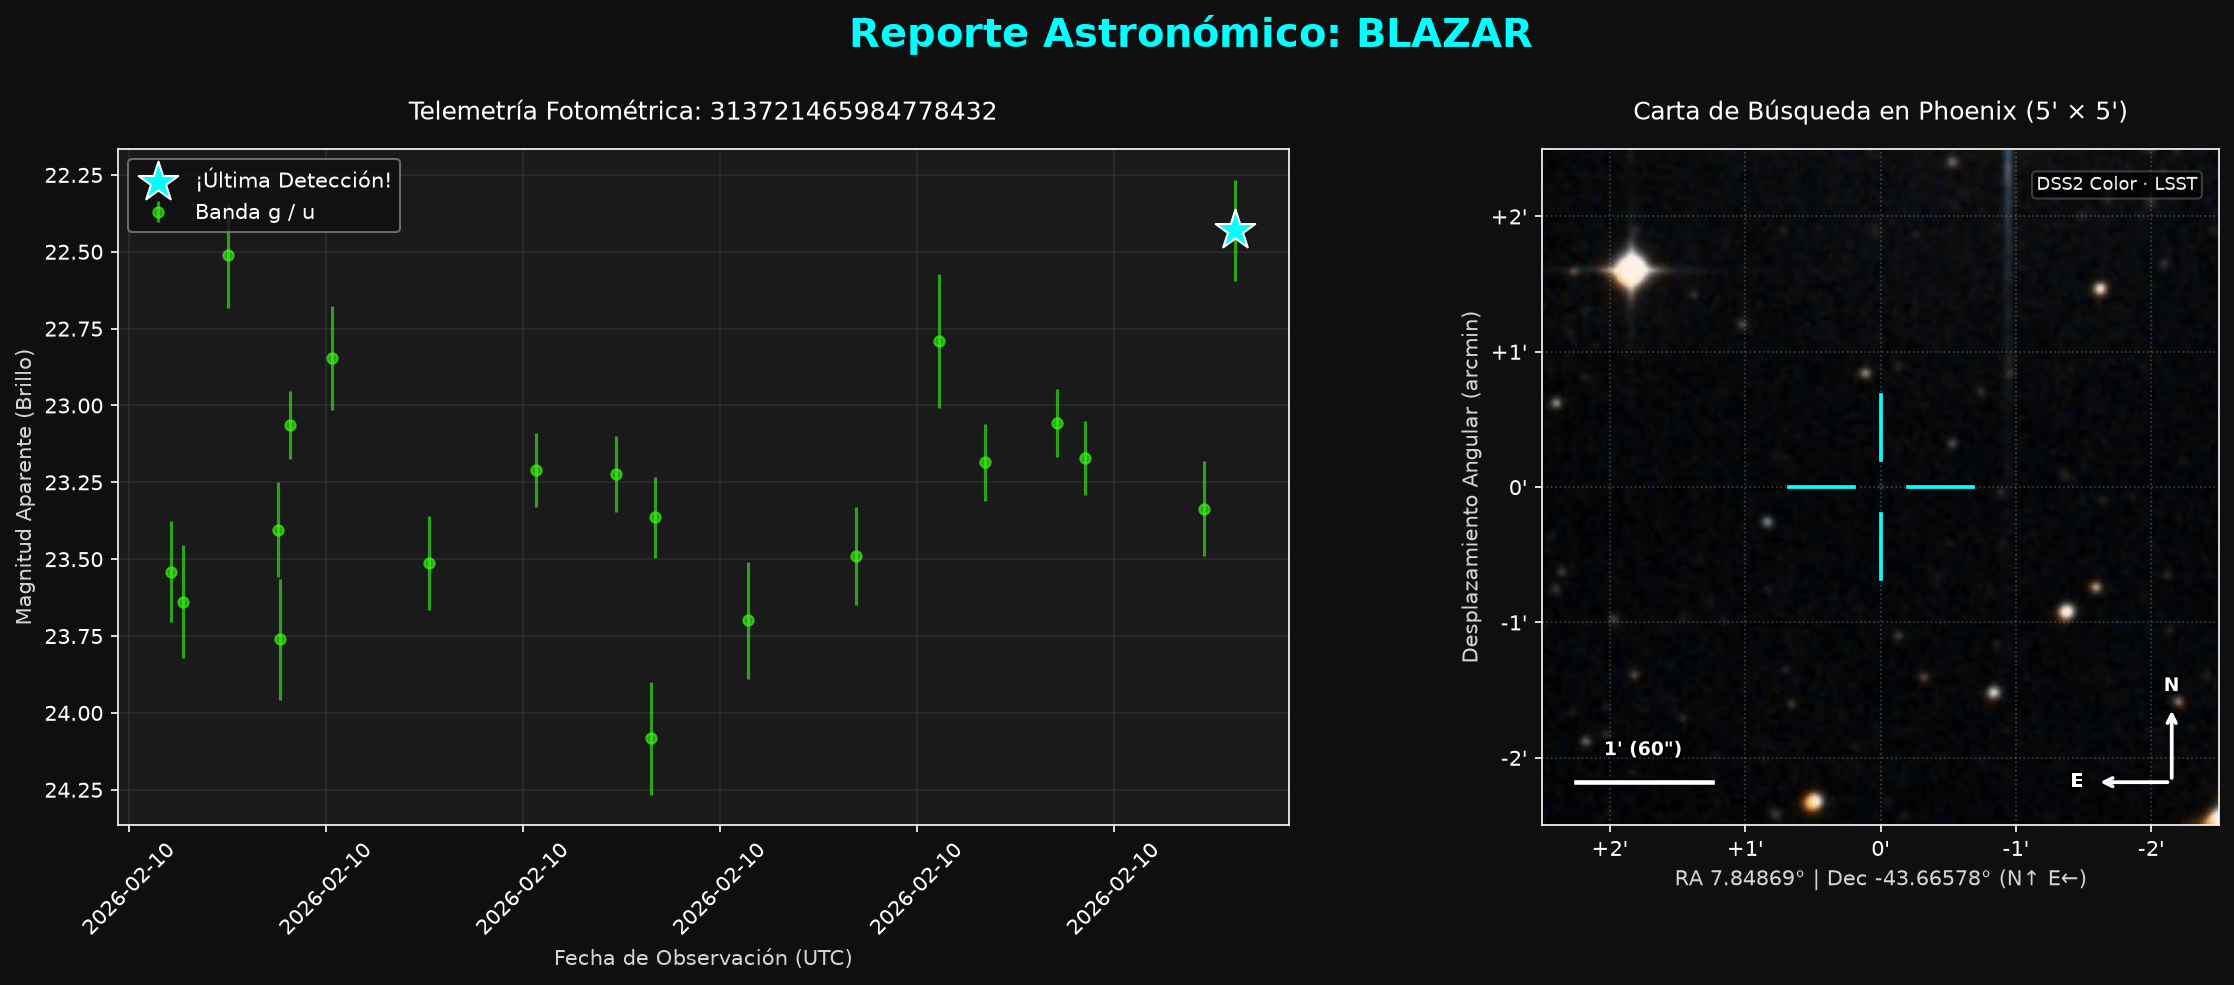 Reporte Astronómico: BLAZAR
Telemetría Fotométrica: 313721465984778432
¡Última Detección!
Banda g / u
Magnitud Aparente (Brillo)
22.25
22.50
22.75
23.00
23.25
23.50
23.75
24.00
24.25
2026-02-10
2026-02-10
2026-02-10
2026-02-10
2026-02-10
2026-02-10
Fecha de Observación (UTC)
Carta de Búsqueda en Phoenix (5' × 5')
DSS2 Color · LSST
Desplazamiento Angular (arcmin)
+2'
+1'
0'
-1'
-2'
N
E
1' (60")
+2'
+1'
0'
-1'
-2'
RA 7.84869° | Dec -43.66578° (N↑ E←)